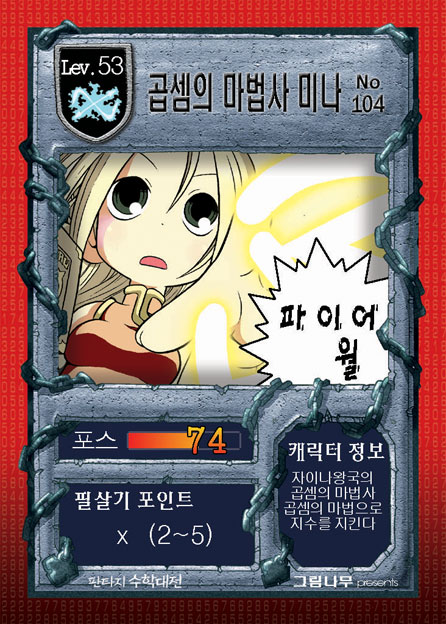 Lev.53
곱셈의 마법사 미나
No
104
파이어
월
포스 74
필살기 포인트
x (2~5)
캐릭터 정보
자이나왕국의
곱셈의 마법사
곱셈의 마법으로
지수를 지킨다
판타지 수학대전
그림나무 presents